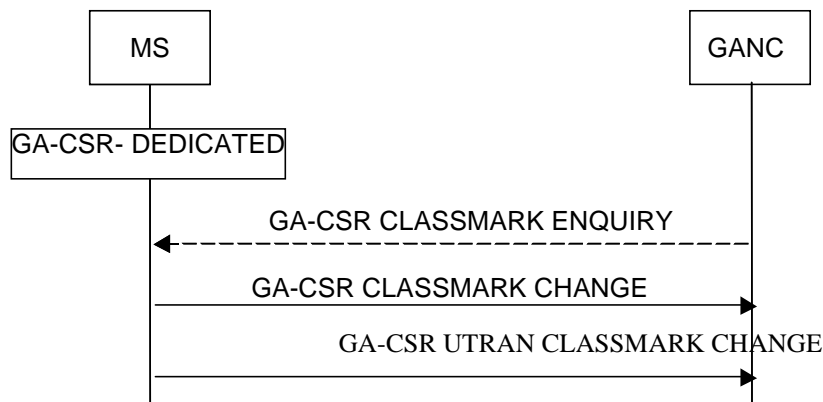 MS
GANC
GA-CSR- DEDICATED
GA-CSR CLASSMARK ENQUIRY
GA-CSR CLASSMARK CHANGE
GA-CSR UTRAN CLASSMARK CHANGE